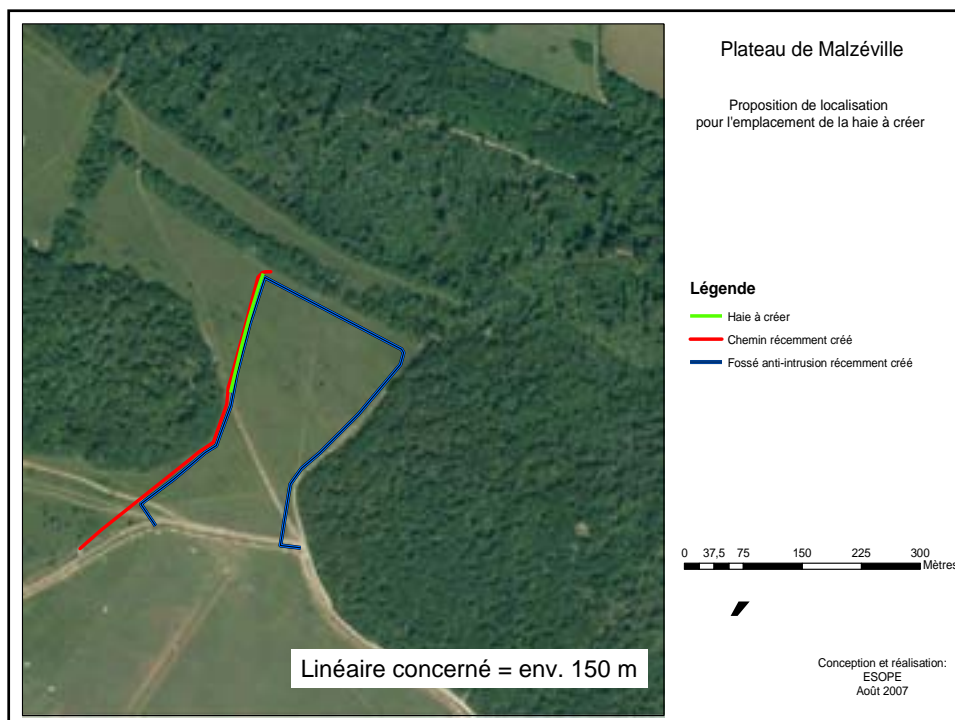 Plateau de Malzéville
Proposition de localisation
pour l'emplacement de la haie à créer
Légende
Haie à créer
Chemin récemment créé
Fossé anti-intrusion récemment créé
0 37,5 75 150 225 300
Mètres
Linéaire concerné = env. 150 m
Conception et réalisation:
ESOPE
Août 2007